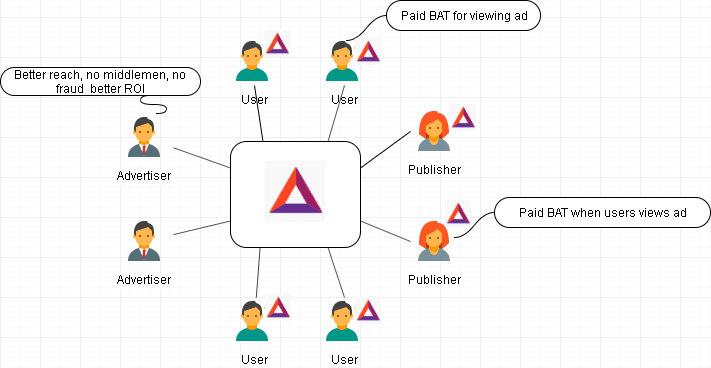 Paid BAT for viewing ad
Better reach, no middlemen, no
fraud better ROI
User
User
Advertiser
Publisher
Paid BAT when users views ad
Advertiser
Publisher
User
User